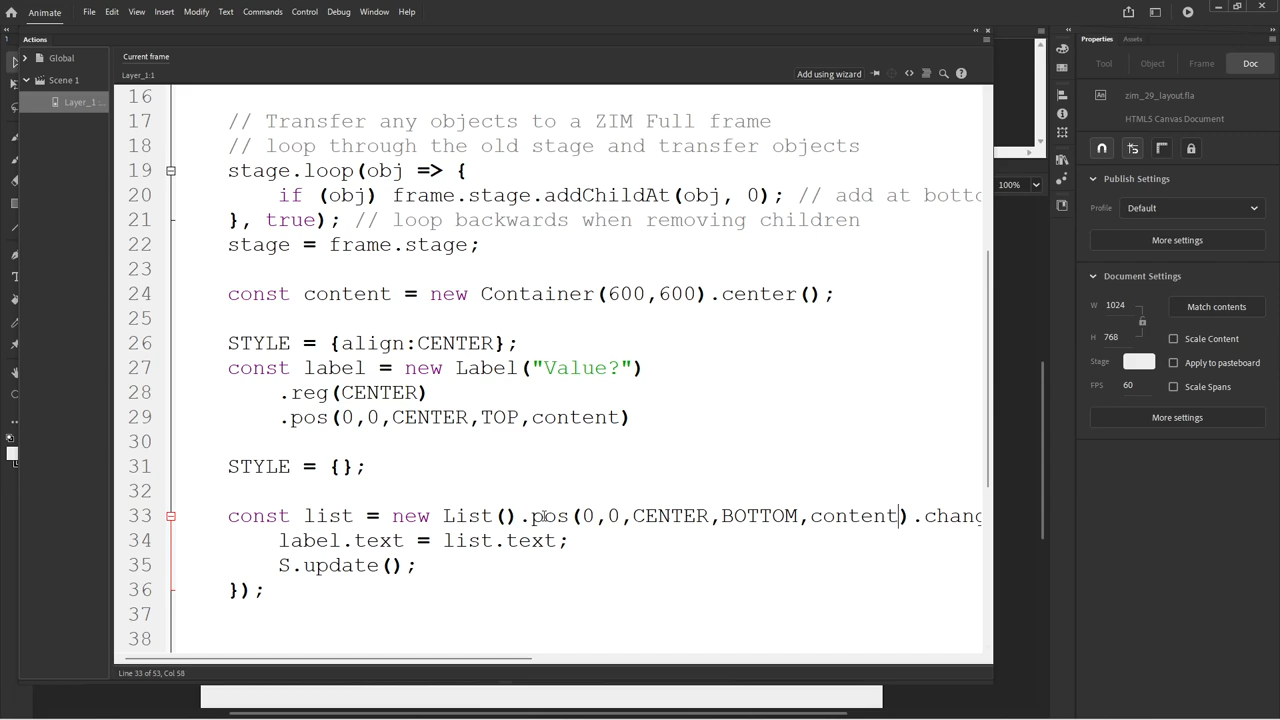 Animate File Edit View Insert Modify Text Commands Control Debug Window Help
Actions
Global
Scene 1
Layer_1:...
Current frame
Layer_1:1
Add using wizard
16
17 // Transfer any objects to a ZIM Full frame
18 // loop through the old stage and transfer objects
19 stage.loop(obj => {
20 if (obj) frame.stage.addChildAt(obj, 0); // add at botto
21 }, true); // loop backwards when removing children
22 stage = frame.stage;
23
24 const content = new Container(600,600).center();
25
26 STYLE = {align:CENTER};
27 const label = new Label("Value?")
28 .reg(CENTER)
29 .pos(0,0,CENTER,TOP,content)
30
31 STYLE = {};
32
33 const list = new List().pos(0,0,CENTER,BOTTOM,content).chang
34 label.text = list.text;
35 S.update();
36 });
37
38
Line 33 of 53, Col 58
100%
Properties Assets
Tool Object Frame Doc
An zim_29_layout.fla
HTML5 Canvas Document
Publish Settings
Profile Default
More settings
Document Settings
W 1024 Match contents
H 768 Scale Content
Stage Apply to pasteboard
FPS 60 Scale Spans
More settings